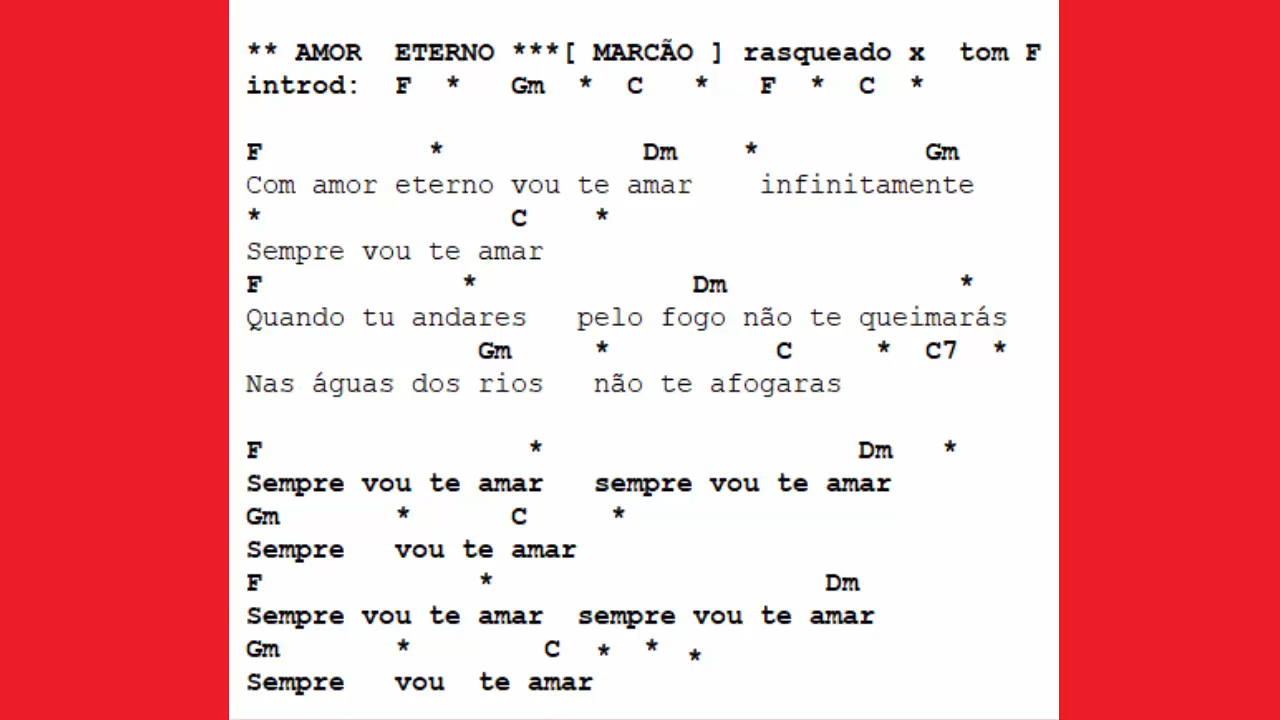 ** AMOR  ETERNO ***[ MARCÃO ] rasqueado x  tom F
introd:  F  *   Gm  *  C   *   F  *  C  *
F          *            Dm    *          Gm
Com amor eterno vou te amar    infinitamente
*               C    *
Sempre vou te amar
F            *             Dm              *
Quando tu andares   pelo fogo não te queimarás
              Gm     *          C     *  C7  *
Nas águas dos rios   não te afogaras
F                *                   Dm   *
Sempre vou te amar   sempre vou te amar
Gm       *      C     *
Sempre   vou te amar
F             *                    Dm
Sempre vou te amar  sempre vou te amar
Gm       *        C  *  *  *
Sempre   vou  te amar